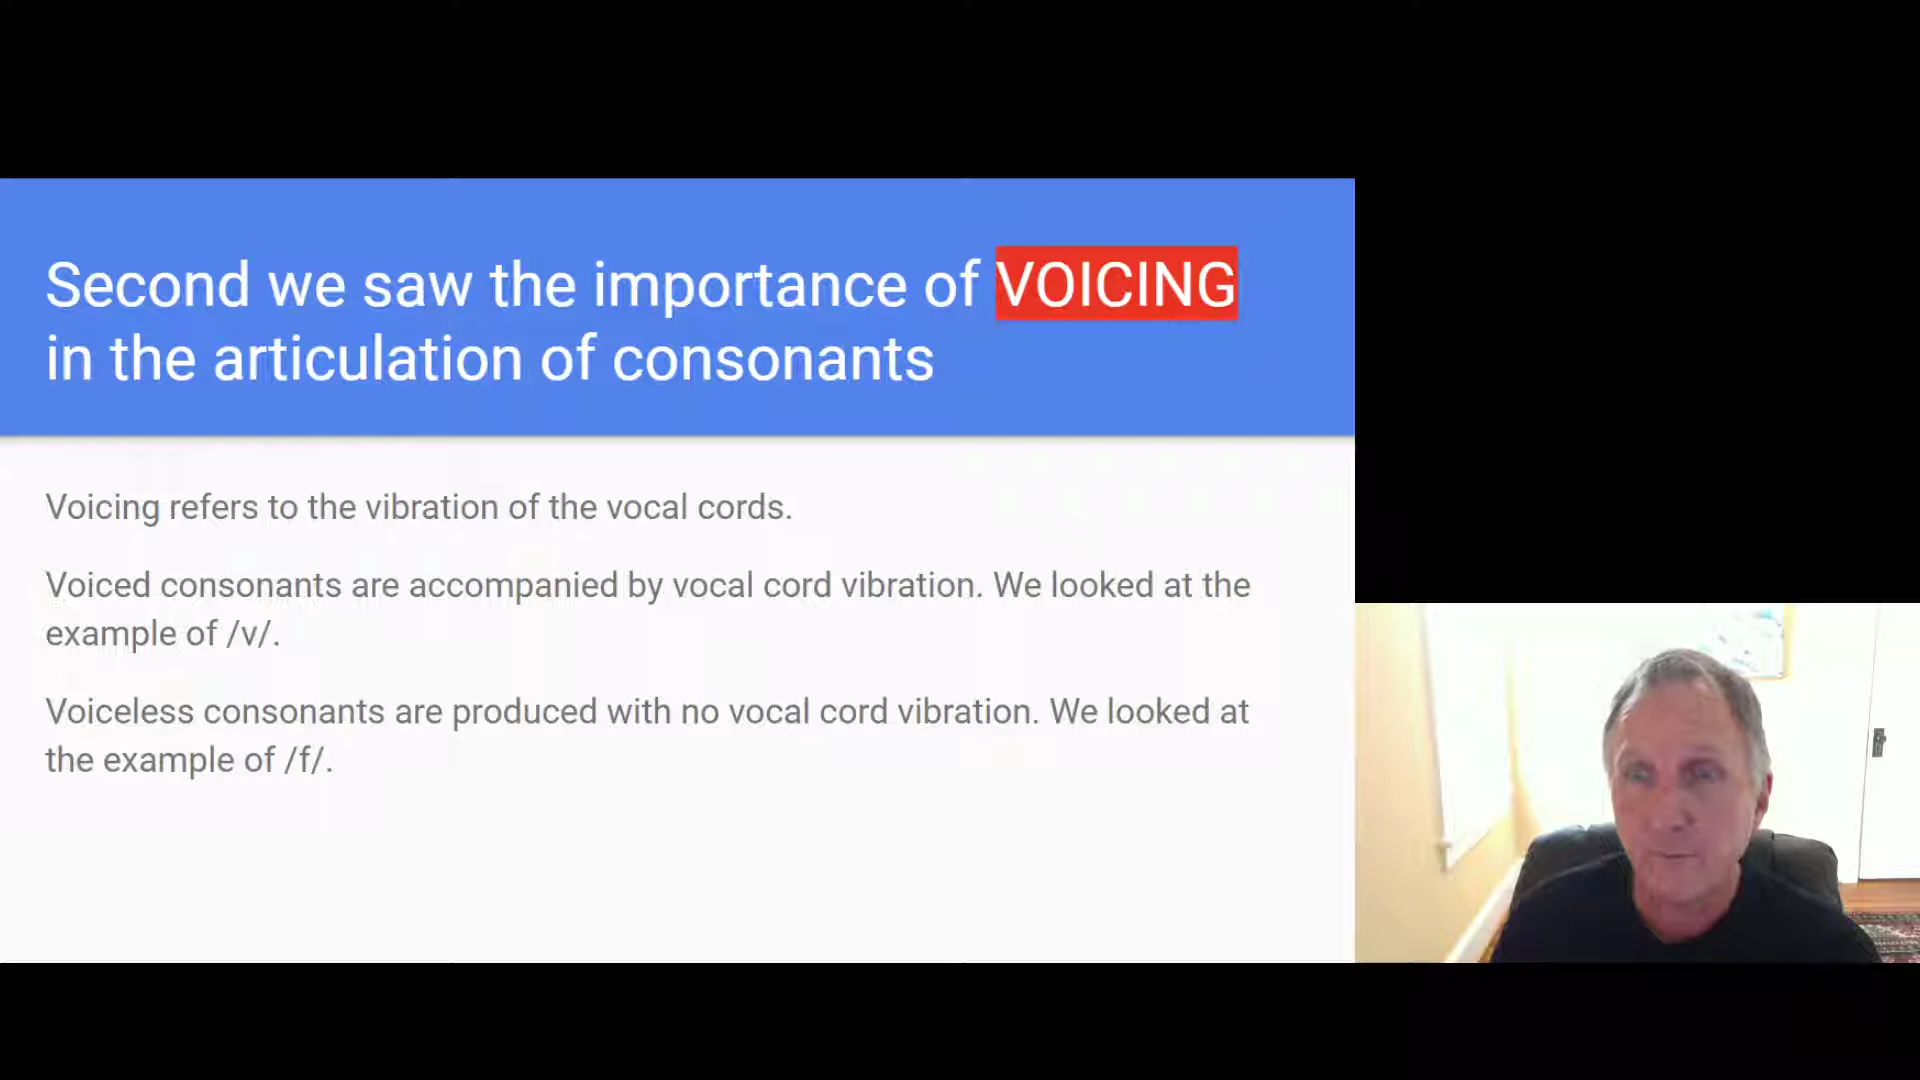 Second we saw the importance of VOICING
in the articulation of consonants
Voicing refers to the vibration of the vocal cords.
Voiced consonants are accompanied by vocal cord vibration. We looked at the
example of /v/.
Voiceless consonants are produced with no vocal cord vibration. We looked at
the example of /f/.